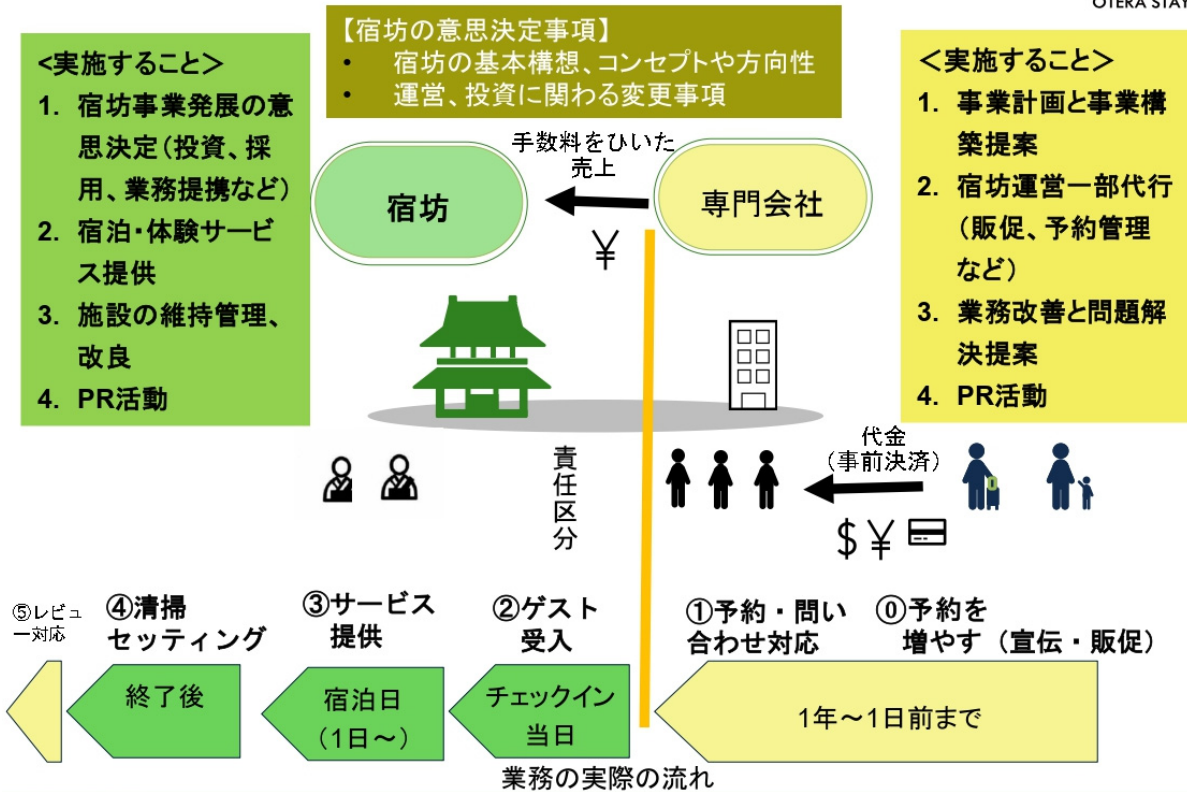 OTERA STAY
【宿坊の意思決定事項】
• 宿坊の基本構想、コンセプトや方向性
• 運営、投資に関わる変更事項
<実施すること>
1. 宿坊事業発展の意
思決定(投資、採
用、業務提携など)
2. 宿泊・体験サービ
ス提供
3. 施設の維持管理、
改良
4. PR活動
手数料をひいた
売上
宿坊
専門会社
¥
<実施すること>
1. 事業計画と事業構
築提案
2. 宿坊運営一部代行
(販促、予約管理
など)
3. 業務改善と問題解
決提案
4. PR活動
責任区分
代金
(事前決済)
$ ¥
⑤レビュ
ー対応
④清掃
セッティング
③サービス
提供
②ゲスト
受入
①予約・問い
合わせ対応
⓪予約を
増やす(宣伝・販促)
終了後
宿泊日
(1日~)
チェックイン
当日
1年~1日前まで
業務の実際の流れ